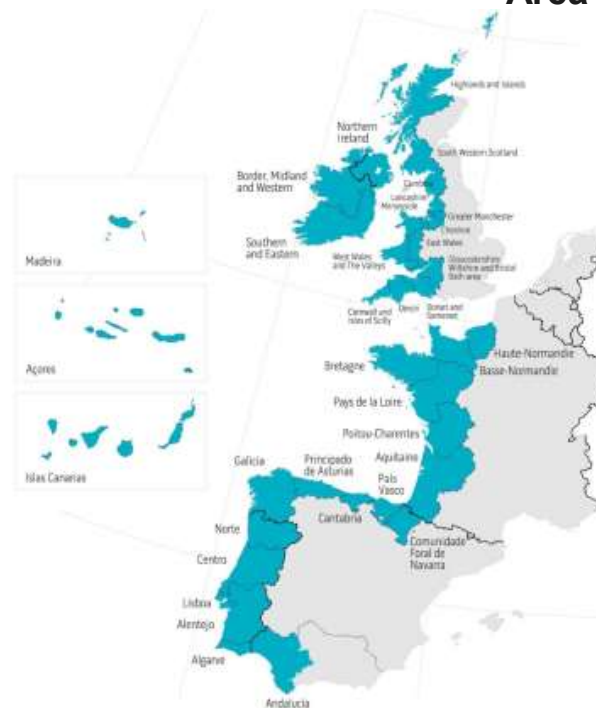 Area
Highlands and Islands
Northern
Ireland
South Western Scotland
Border, Midland
and Western
Cumbria
Lancashire
Merseyside
Greater Manchester
Cheshire
East Wales
Southern
and Eastern
West Wales
and The Valleys
Gloucestershire
Wiltshire and Bristol
Bath area
Cornwall and
Isles of Scilly
Devon
Dorset and
Somerset
Madeira
Açores
Islas Canarias
Haute-Normandie
Basse-Normandie
Bretagne
Pays de la Loire
Poitou-Charentes
Aquitaine
País
Vasco
Galicia
Principado
de Asturias
Cantabria
Comunidade
Foral de
Navarra
Norte
Centro
Lisboa
Alentejo
Algarve
Andalucia